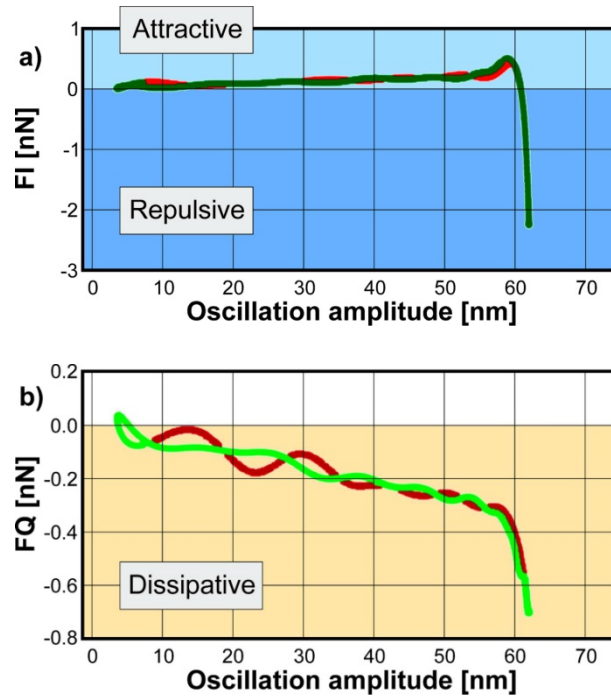 Attractive
a)
1
0
-1
-2
-3
FI [nN]
Repulsive
0 10 20 30 40 50 60 70
Oscillation amplitude [nm]
b)
0.2
0.0
-0.2
-0.4
-0.6
-0.8
FQ [nN]
Dissipative
0 10 20 30 40 50 60 70
Oscillation amplitude [nm]